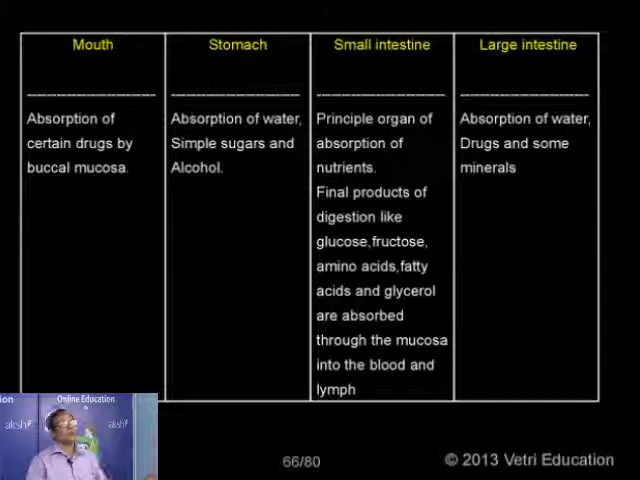 Mouth
Stomach
Small intestine
Large intestine
Absorption of
certain drugs by
buccal mucosa.
Absorption of water,
Simple sugars and
Alcohol.
Principle organ of
absorption of
nutrients.
Final products of
digestion like
glucose,fructose,
amino acids,fatty
acids and glycerol
are absorbed
through the mucosa
into the blood and
lymph
Absorption of water,
Drugs and some
minerals
Online Education
aksh
aksh
66/80
© 2013 Vetri Education